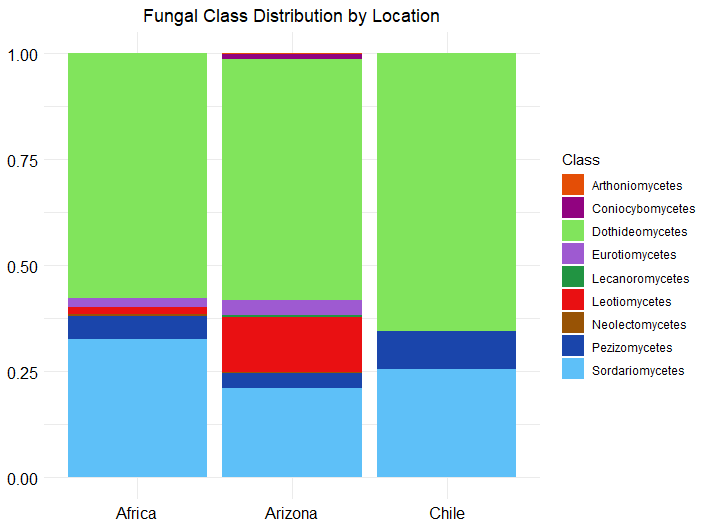 Fungal Class Distribution by Location
1.00
0.75
0.50
0.25
0.00
Africa
Arizona
Chile
Class
Arthoniomycetes
Coniocybomycetes
Dothideomycetes
Eurotiomycetes
Lecanoromycetes
Leotiomycetes
Neolectomycetes
Pezizomycetes
Sordariomycetes